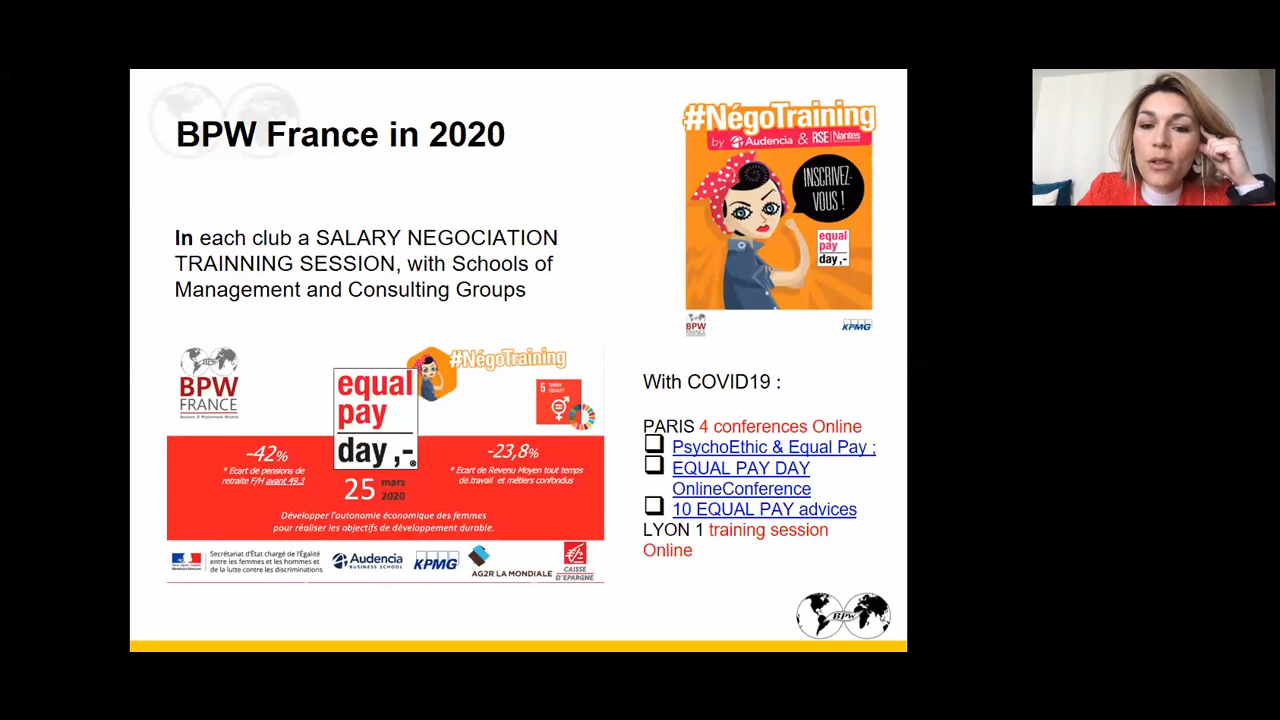 BPW France in 2020
In each club a SALARY NEGOCIATION
TRAINNING SESSION, with Schools of
Management and Consulting Groups
#NégoTraining
by Audencia & RSE Nantes
INSCRIVEZ-
VOUS !
equal
pay
day,-
BPW
FRANCE
KPMG
BPW
FRANCE
equal
pay
day,-
#NégoTraining
5 GENDER
EQUALITY
-42%
* Ecart de pensions de
retraite F/H avant 49.3
25 mars
2020
-23,8%
* Ecart de Revenu Moyen tout temps
de travail et métiers confondus
Développer l'autonomie économique des femmes
pour réaliser les objectifs de développement durable.
Secrétariat d'État chargé de l'Égalité
entre les femmes et les hommes et
de la lutte contre les discriminations
Audencia
BUSINESS SCHOOL
KPMG
AG2R LA MONDIALE
CAISSE
D'EPARGNE
With COVID19 :
PARIS 4 conferences Online
PsychoEthic & Equal Pay ;
EQUAL PAY DAY
OnlineConference
10 EQUAL PAY advices
LYON 1 training session
Online
BPW